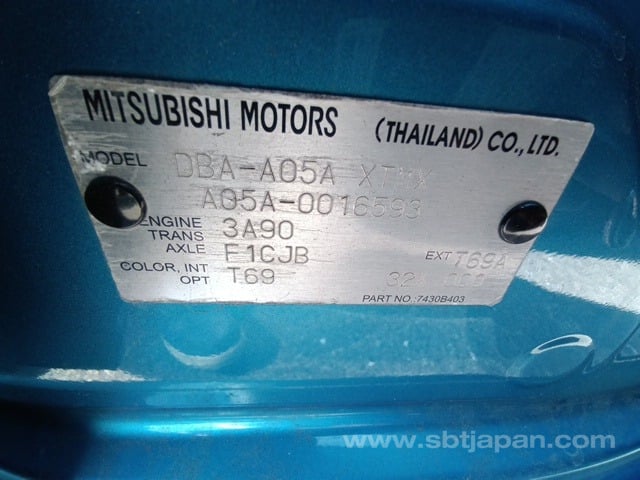 MITSUBISHI MOTORS (THAILAND) CO., LTD.
MODEL DBA-A05A
A05A-0016593
ENGINE 3A90
TRANS AXLE F1CJB EXT T69A
COLOR, INT OPT T69 32
PART NO.:7430B403
www.sbtjapan.com